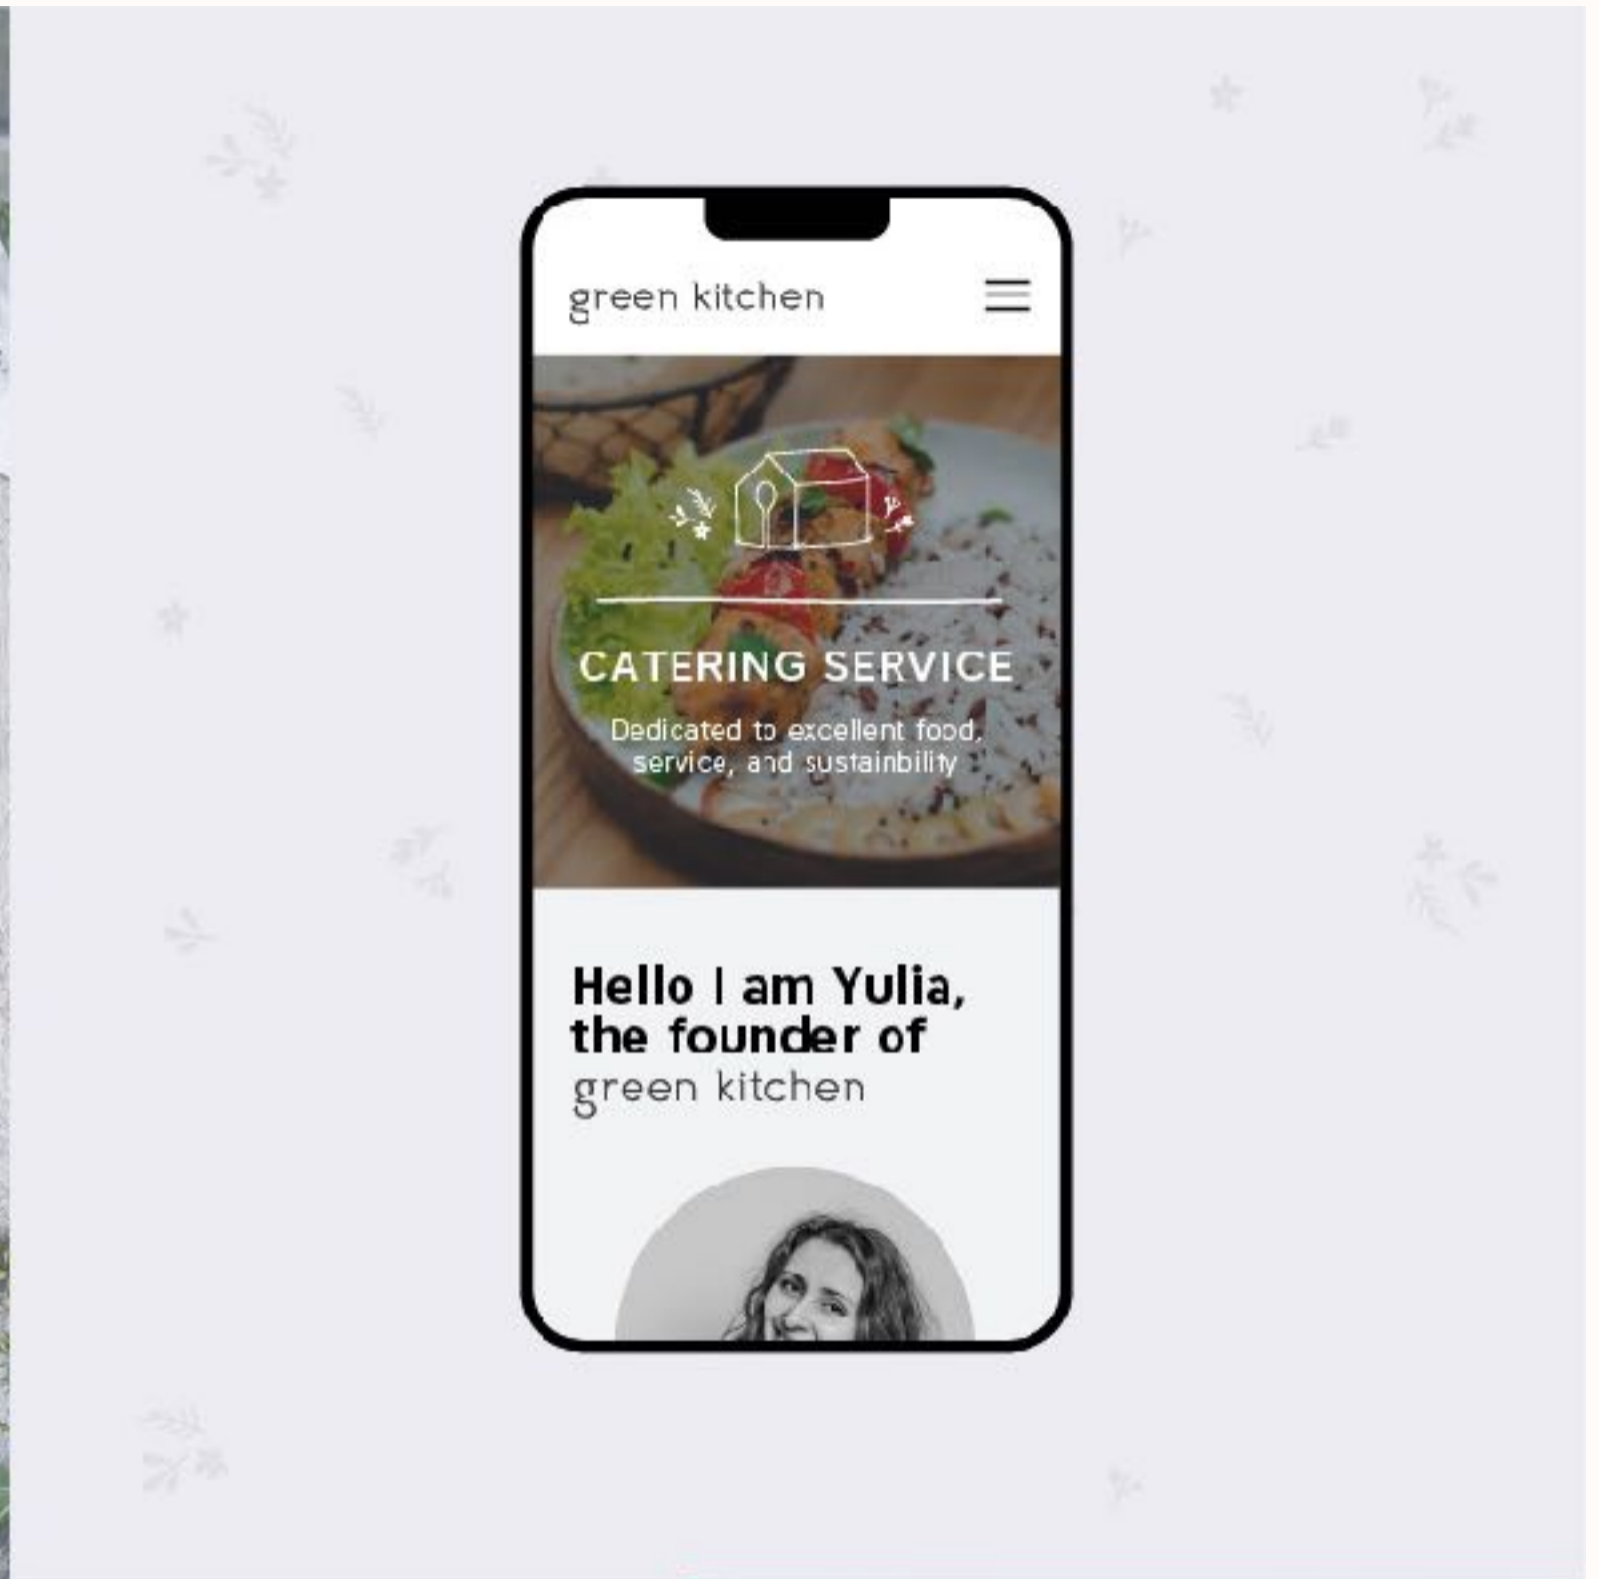 green kitchen
CATERING SERVICE
Dedicated to excellent food,
service, and sustainbility
Hello I am Yulia,
the founder of
green kitchen